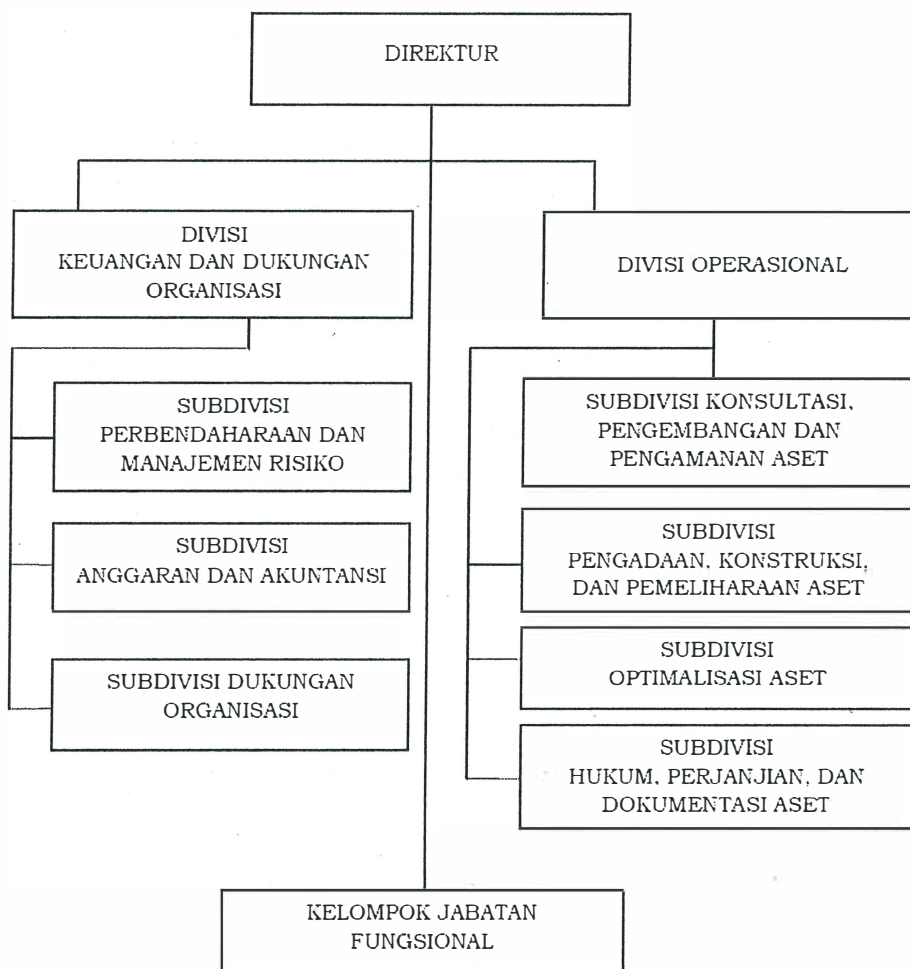 DIREKTUR
DIVISI
KEUANGAN DAN DUKUNGAN
ORGANISASI
SUBDIVISI
PERBENDAHARAAN DAN
MANAJEMEN RISIKO
SUBDIVISI
ANGGARAN DAN AKUNTANSI
SUBDIVISI DUKUNGAN
ORGANISASI
DIVISI OPERASIONAL
SUBDIVISI KONSULTASI,
PENGEMBANGAN DAN
PENGAMANAN ASET
SUBDIVISI
PENGADAAN, KONSTRUKSI,
DAN PEMELIHARAAN ASET
SUBDIVISI
OPTIMALISASI ASET
SUBDIVISI
HUKUM, PERJANJIAN, DAN
DOKUMENTASI ASET
KELOMPOK JABATAN
FUNGSIONAL